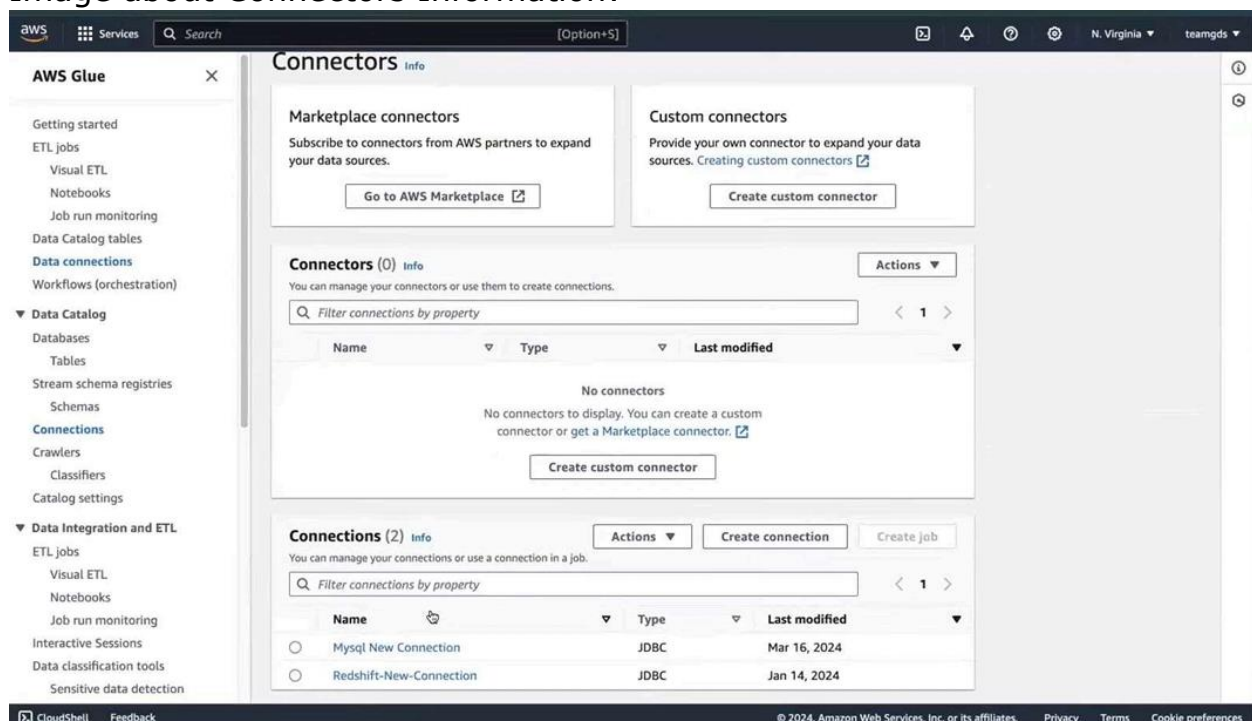 Image about Connectors Information:
aws
Services
Search
[Option+S]
N. Virginia ▼
teamgds ▼
AWS Glue
Getting started
ETL jobs
Visual ETL
Notebooks
Job run monitoring
Data Catalog tables
Data connections
Workflows (orchestration)
Data Catalog
Databases
Tables
Stream schema registries
Schemas
Connections
Crawlers
Classifiers
Catalog settings
Data Integration and ETL
ETL jobs
Visual ETL
Notebooks
Job run monitoring
Interactive Sessions
Data classification tools
Sensitive data detection
Connectors Info
Marketplace connectors
Subscribe to connectors from AWS partners to expand
your data sources.
Go to AWS Marketplace
Custom connectors
Provide your own connector to expand your data
sources. Creating custom connectors
Create custom connector
Connectors (0) Info
Actions ▼
You can manage your connectors or use them to create connections.
Filter connections by property
< 1 >
Name
Type
Last modified
No connectors
No connectors to display. You can create a custom
connector or get a Marketplace connector.
Create custom connector
Connections (2) Info
Actions ▼
Create connection
Create job
You can manage your connections or use a connection in a job.
Filter connections by property
< 1 >
Name
Type
Last modified
Mysql New Connection
JDBC
Mar 16, 2024
Redshift-New-Connection
JDBC
Jan 14, 2024
CloudShell
Feedback
© 2024, Amazon Web Services, Inc. or its affiliates.
Privacy
Terms
Cookie preferences